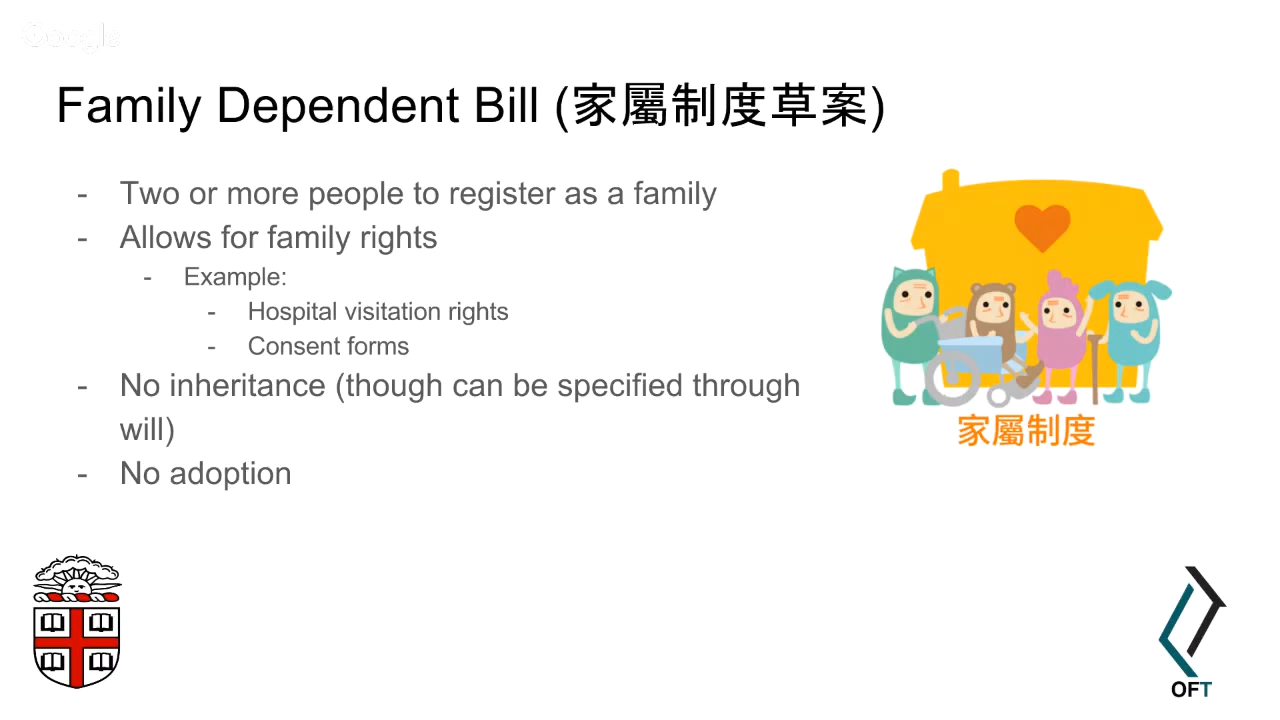 Google
Family Dependent Bill (家屬制度草案)
- Two or more people to register as a family
- Allows for family rights
- Example:
- Hospital visitation rights
- Consent forms
- No inheritance (though can be specified through
will)
- No adoption
家屬制度
OFT